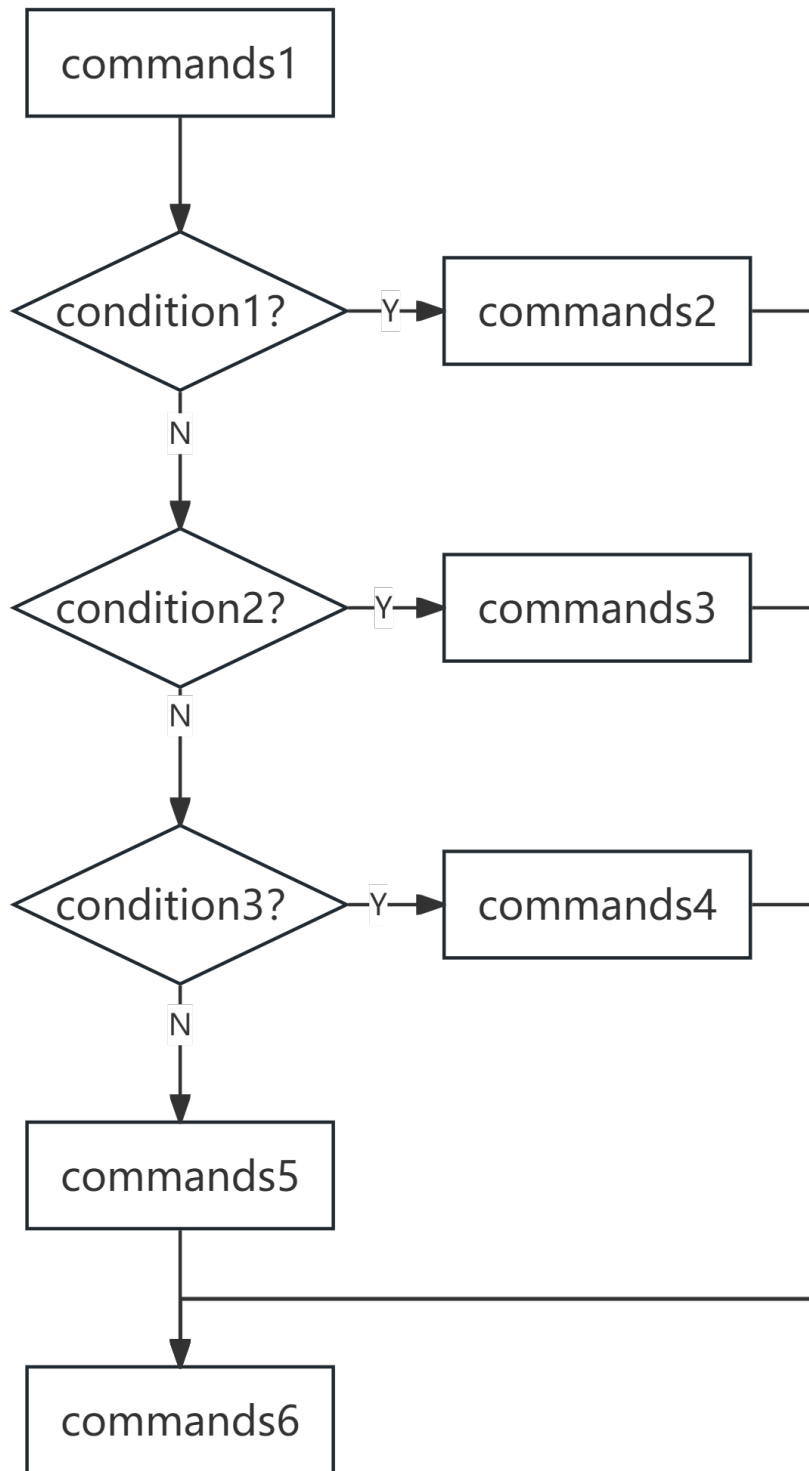 commands1
condition1?
Y
commands2
N
condition2?
Y
commands3
N
condition3?
Y
commands4
N
commands5
commands6